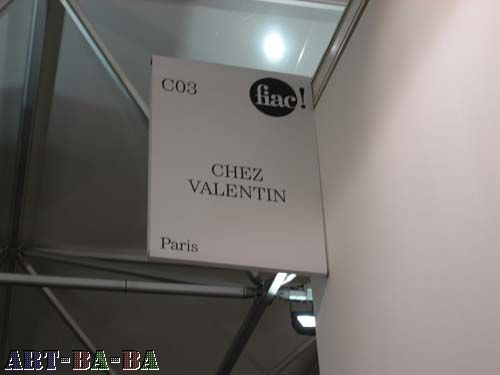 C03
fiac!
CHEZ
VALENTIN
Paris
ART-BA-BA